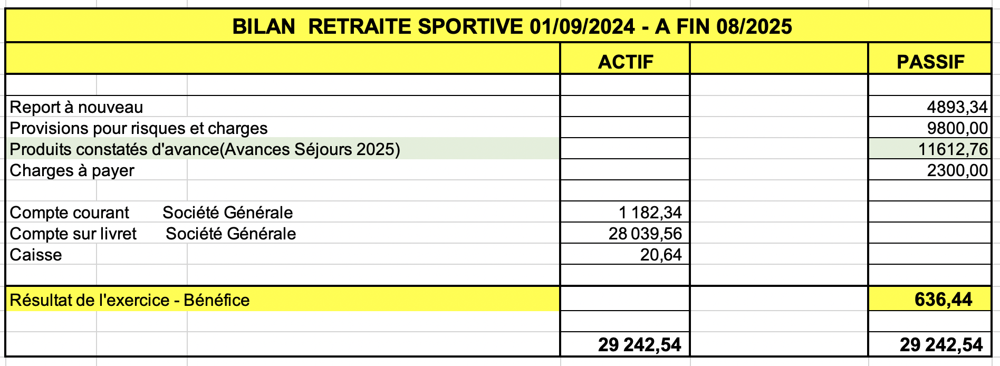 BILAN  RETRAITE SPORTIVE 01/09/2024 - A FIN 08/2025
ACTIF PASSIF
Report à nouveau 4893,34
Provisions pour risques et charges 9800,00
Produits constatés d'avance(Avances Séjours 2025) 11612,76
Charges à payer 2300,00
Compte courant Société Générale 1 182,34
Compte sur livret Société Générale 28 039,56
Caisse 20,64
Résultat de l'exercice - Bénéfice 636,44
29 242,54 29 242,54